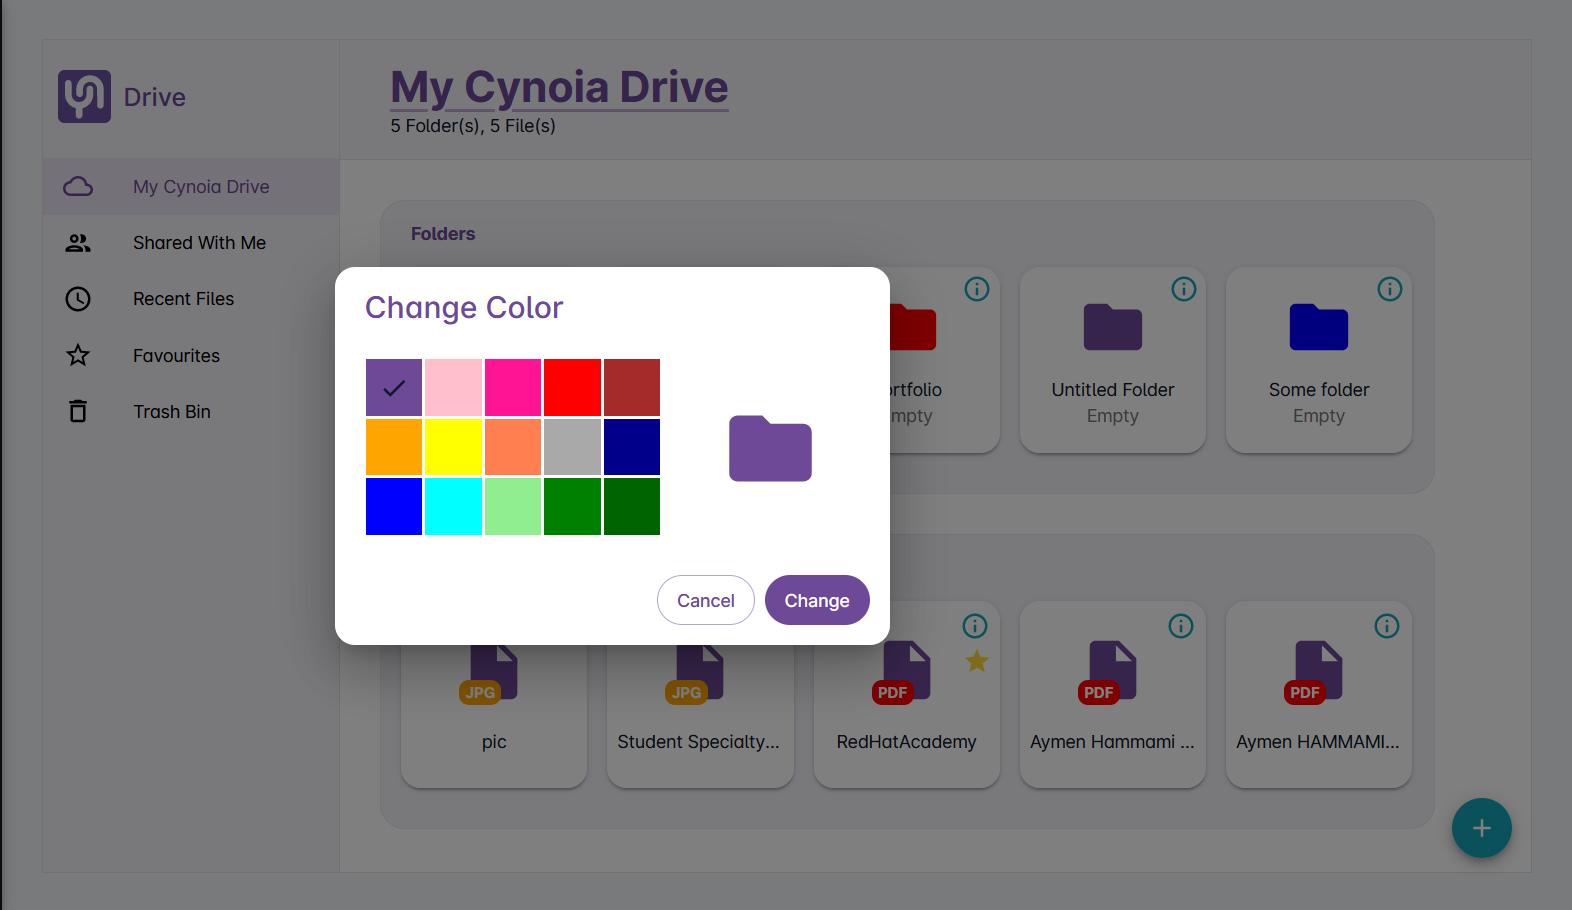 Drive
My Cynoia Drive
5 Folder(s), 5 File(s)
My Cynoia Drive
Shared With Me
Recent Files
Favourites
Trash Bin
Folders
Change Color
Cancel
Change
rtfolio
mpty
Untitled Folder
Empty
Some folder
Empty
JPG
pic
JPG
Student Specialty...
PDF
RedHatAcademy
PDF
Aymen Hammami ...
PDF
Aymen HAMMAMI...